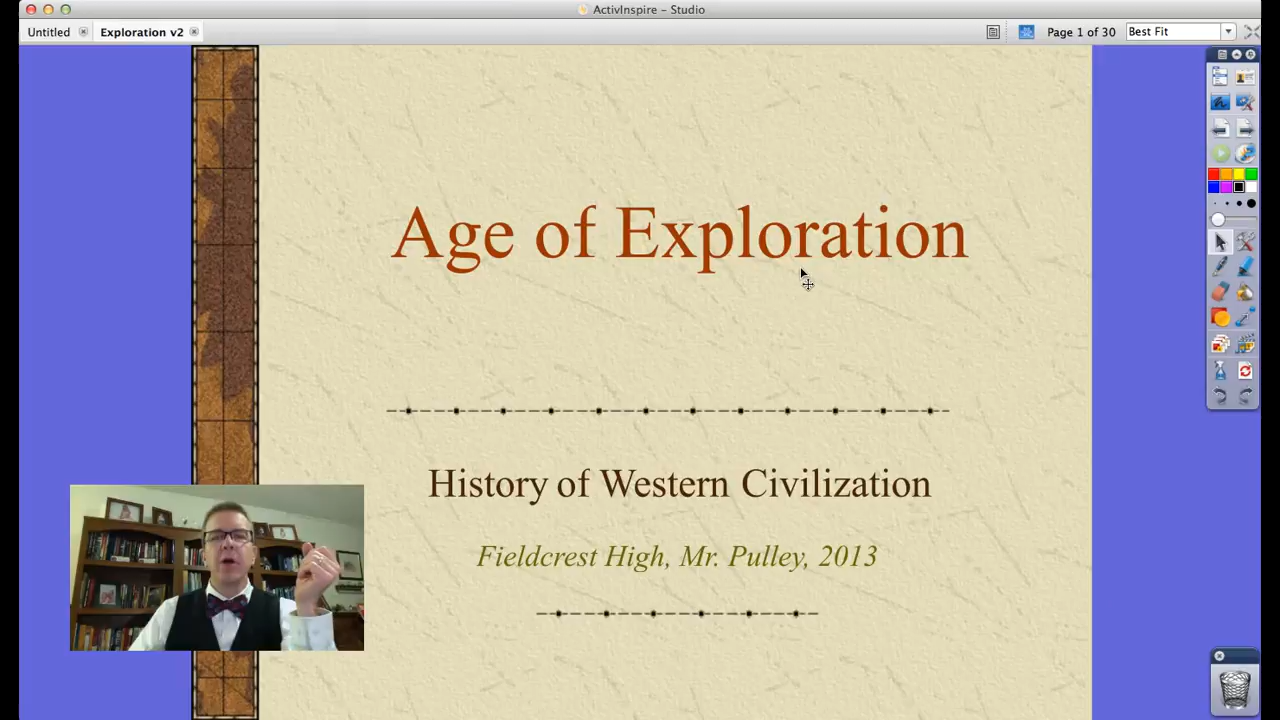 ActivInspire – Studio
Untitled
Exploration v2
Page 1 of 30
Best Fit
Age of Exploration
History of Western Civilization
Fieldcrest High, Mr. Pulley, 2013